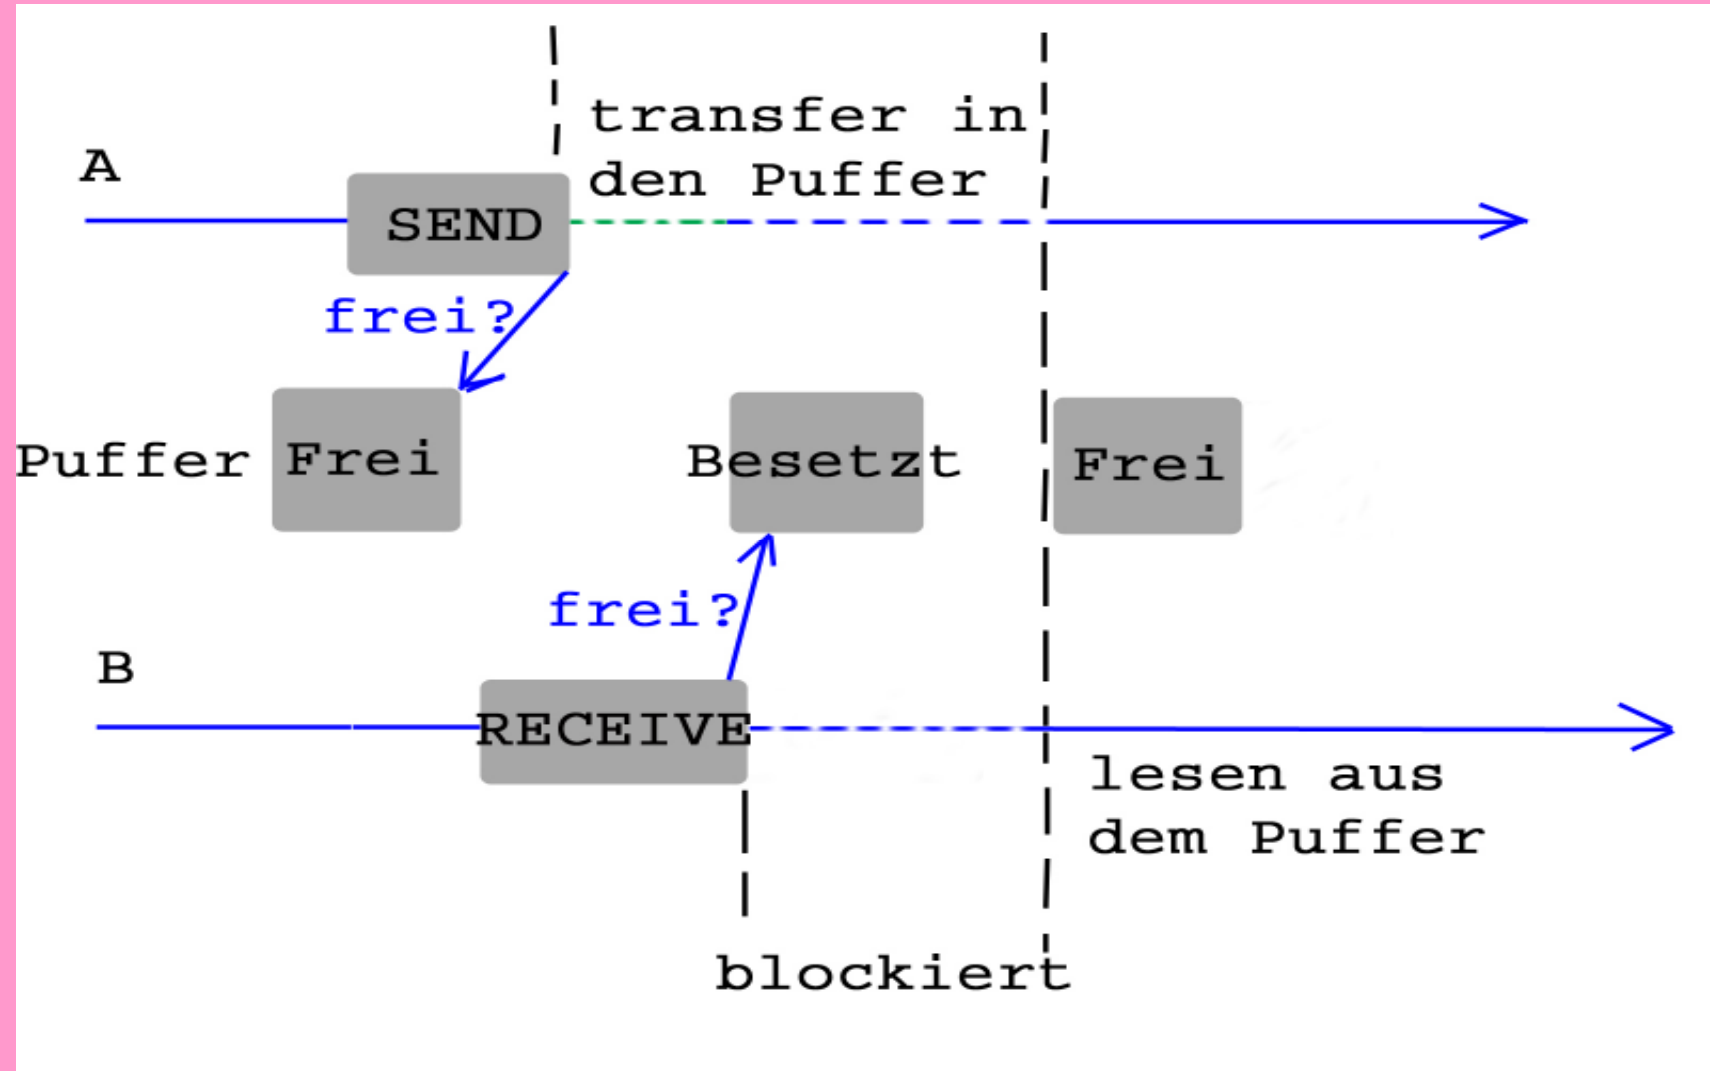 transfer in
den Puffer
A
SEND
frei?
Puffer Frei
Besetzt
Frei
frei?
B
RECEIVE
lesen aus
dem Puffer
blockiert